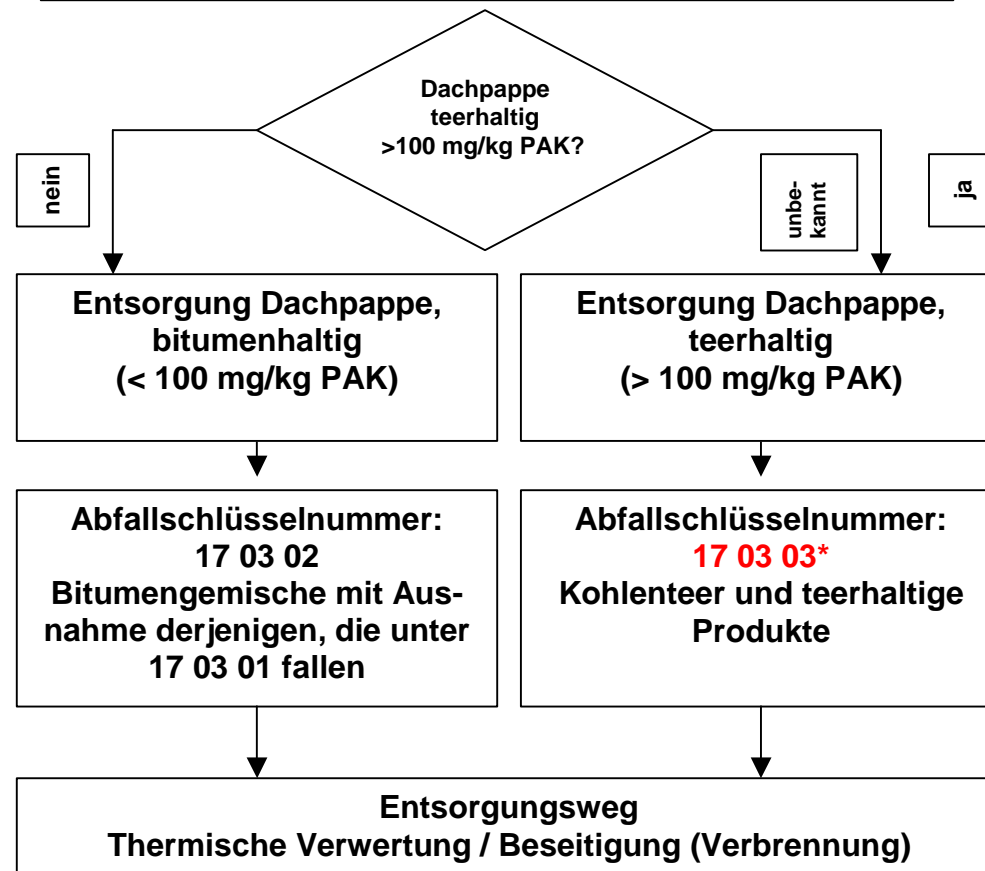 Dachpappe
teerhaltig
>100 mg/kg PAK?
nein
unbe-
kannt
ja
Entsorgung Dachpappe,
bitumenhaltig
(< 100 mg/kg PAK)
Entsorgung Dachpappe,
teerhaltig
(> 100 mg/kg PAK)
Abfallschlüsselnummer:
17 03 02
Bitumengemische mit Aus-
nahme derjenigen, die unter
17 03 01 fallen
Abfallschlüsselnummer:
17 03 03*
Kohlenteer und teerhaltige
Produkte
Entsorgungsweg
Thermische Verwertung / Beseitigung (Verbrennung)